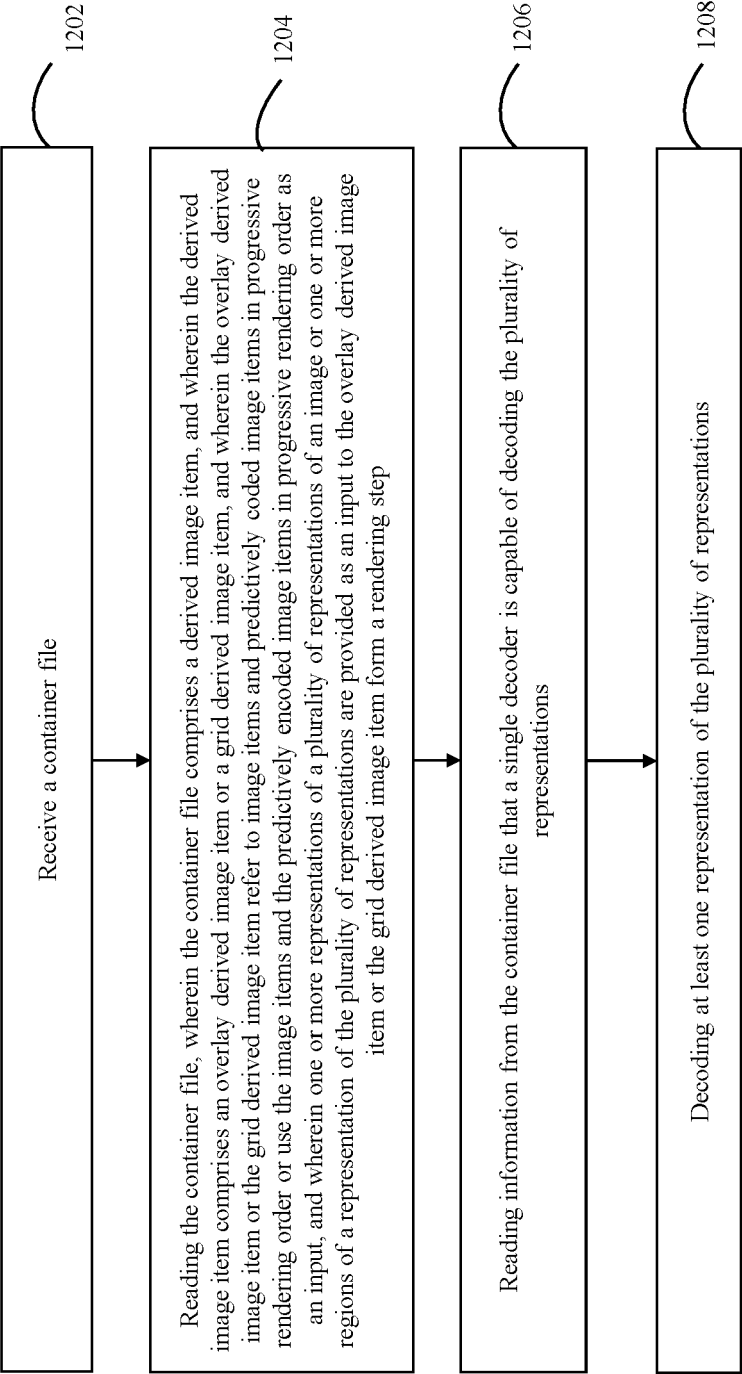 1202
Receive a container file
1204
Reading the container file, wherein the container file comprises a derived image item, and wherein the derived
image item comprises an overlay derived image item or a grid derived image item, and wherein the overlay derived
image item or the grid derived image item refer to image items and predictively coded image items in progressive
rendering order or use the image items and the predictively encoded image items in progressive rendering order as
an input, and wherein one or more representations of a plurality of representations of an image or one or more
regions of a representation of the plurality of representations are provided as an input to the overlay derived image
item or the grid derived image item form a rendering step
1206
Reading information from the container file that a single decoder is capable of decoding the plurality of
representations
1208
Decoding at least one representation of the plurality of representations